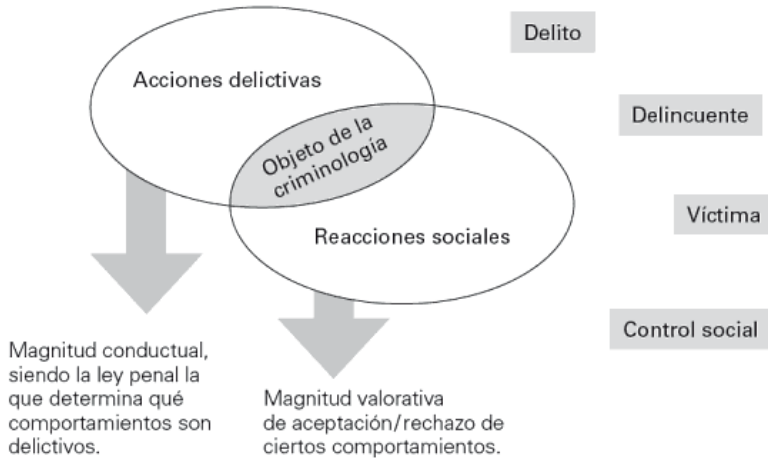 Delito
Acciones delictivas
Delincuente
Objeto de la
criminología
Víctima
Reacciones sociales
Control social
Magnitud conductual,
siendo la ley penal la
que determina qué
comportamientos son
delictivos.
Magnitud valorativa
de aceptación/rechazo de
ciertos comportamientos.